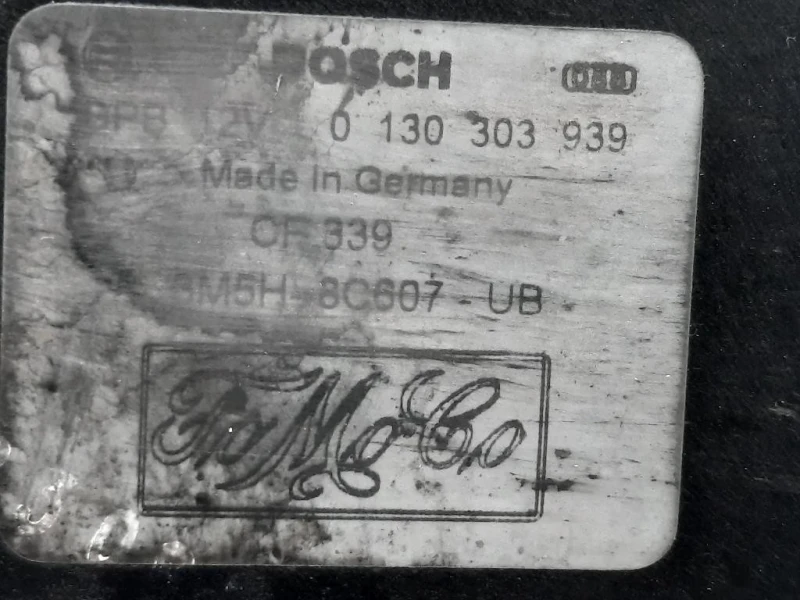 BOSCH
12V 0 130 303 939
Made in Germany
CF 339
8C607 - UB
FoMoCo